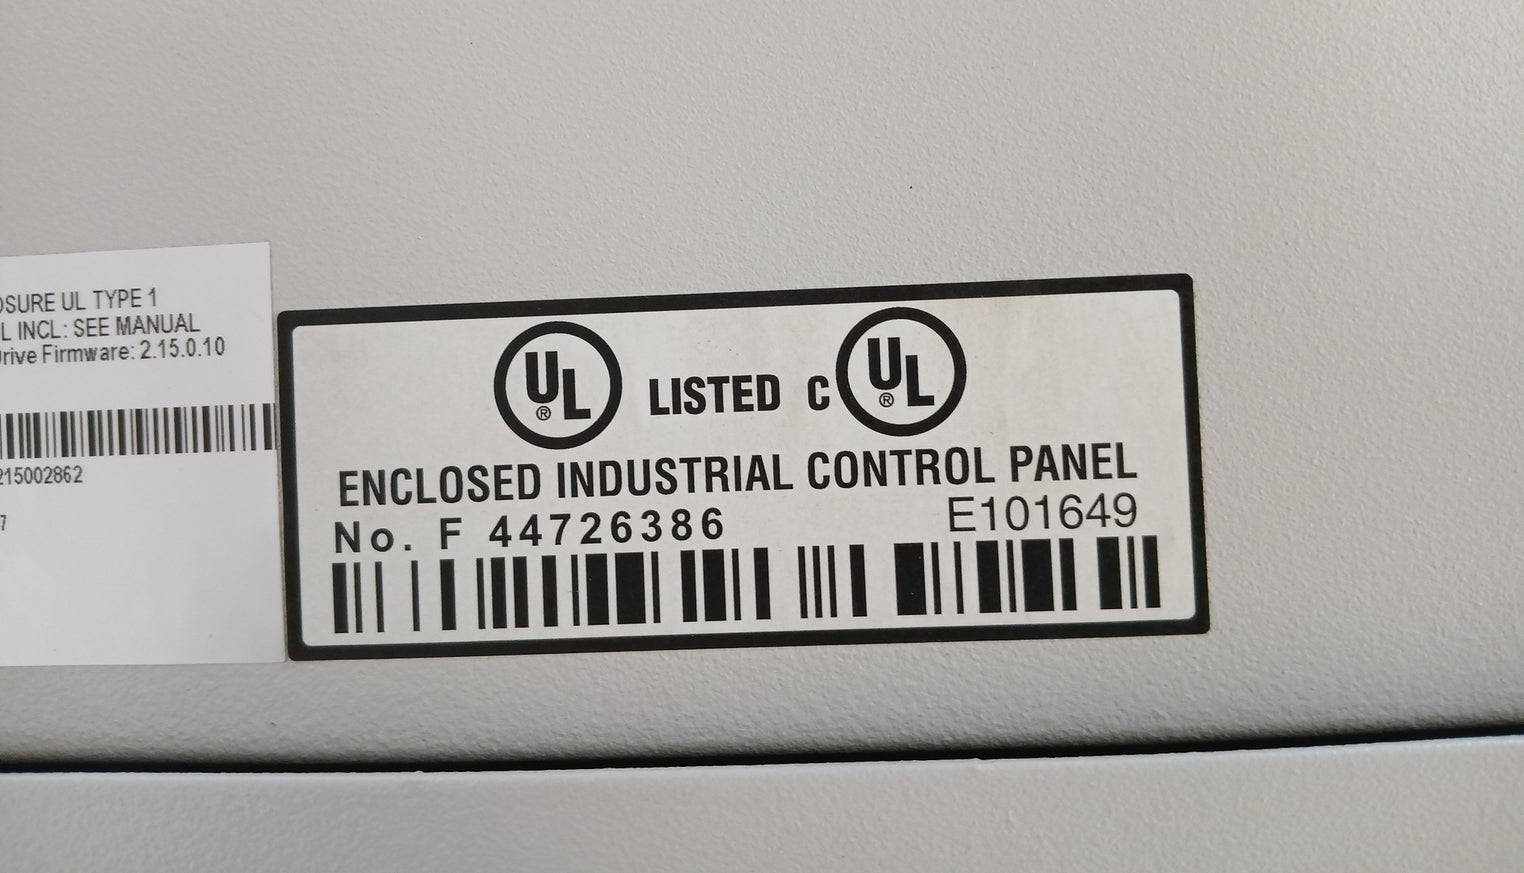 OSURE UL TYPE 1
L INCL: SEE MANUAL
Drive Firmware: 2.15.0.10
215002862
7
UL® LISTED C UL®
ENCLOSED INDUSTRIAL CONTROL PANEL
No. F 44726386 E101649